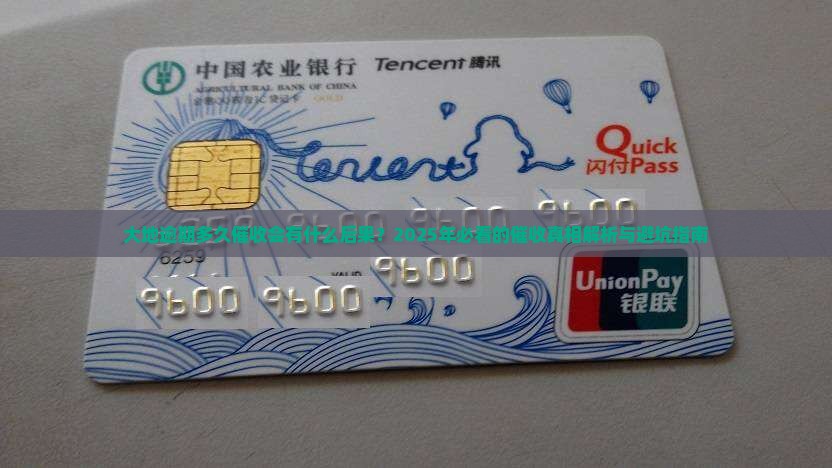 中国农业银行 Tencent 腾讯
AGRICULTURAL BANK OF CHINA
GOLD
Tencent
Quick
闪付Pass
9600 9600
大地逾期多久催收会有什么后果？2025年必看的催收真相解析与避坑指南
6259
VALID
9600
9600 9600
UnionPay
银联